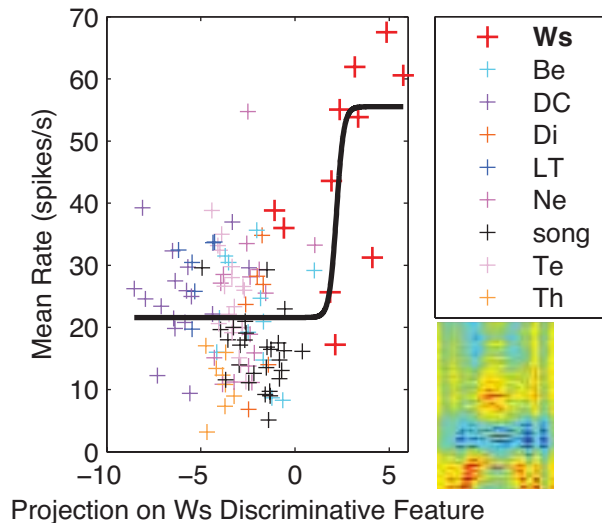 70
60
50
40
30
20
10
0
Mean Rate (spikes/s)
−10
−5
0
5
Projection on Ws Discriminative Feature
Ws
Be
DC
Di
LT
Ne
song
Te
Th